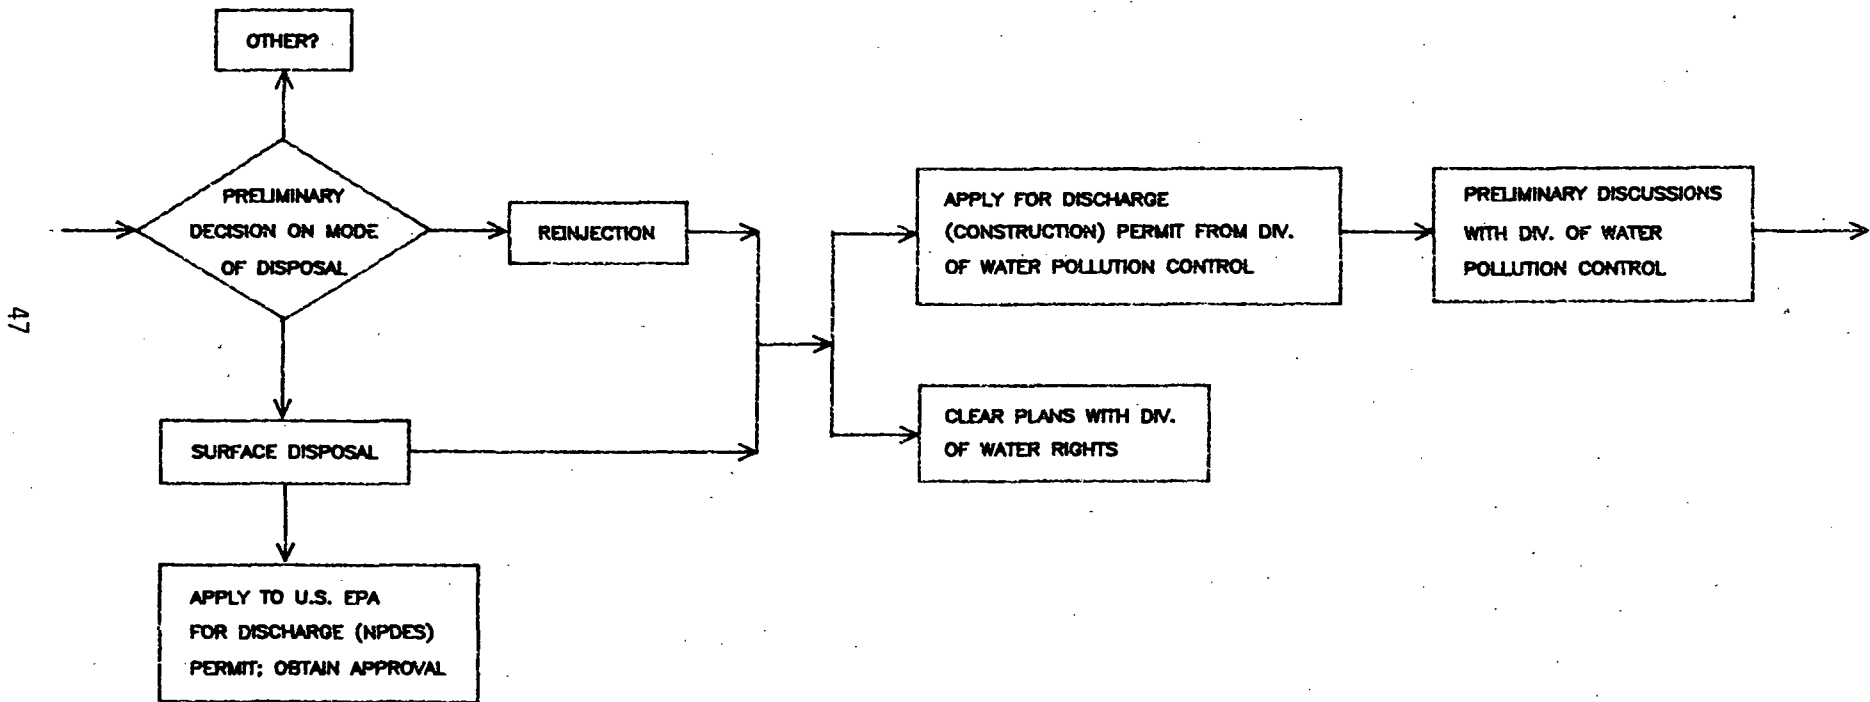 OTHER?
PRELIMINARY
DECISION ON MODE
OF DISPOSAL
REINJECTION
APPLY FOR DISCHARGE
(CONSTRUCTION) PERMIT FROM DIV.
OF WATER POLLUTION CONTROL
PRELIMINARY DISCUSSIONS
WITH DIV. OF WATER
POLLUTION CONTROL
47
SURFACE DISPOSAL
CLEAR PLANS WITH DIV.
OF WATER RIGHTS
APPLY TO U.S. EPA
FOR DISCHARGE (NPDES)
PERMIT; OBTAIN APPROVAL